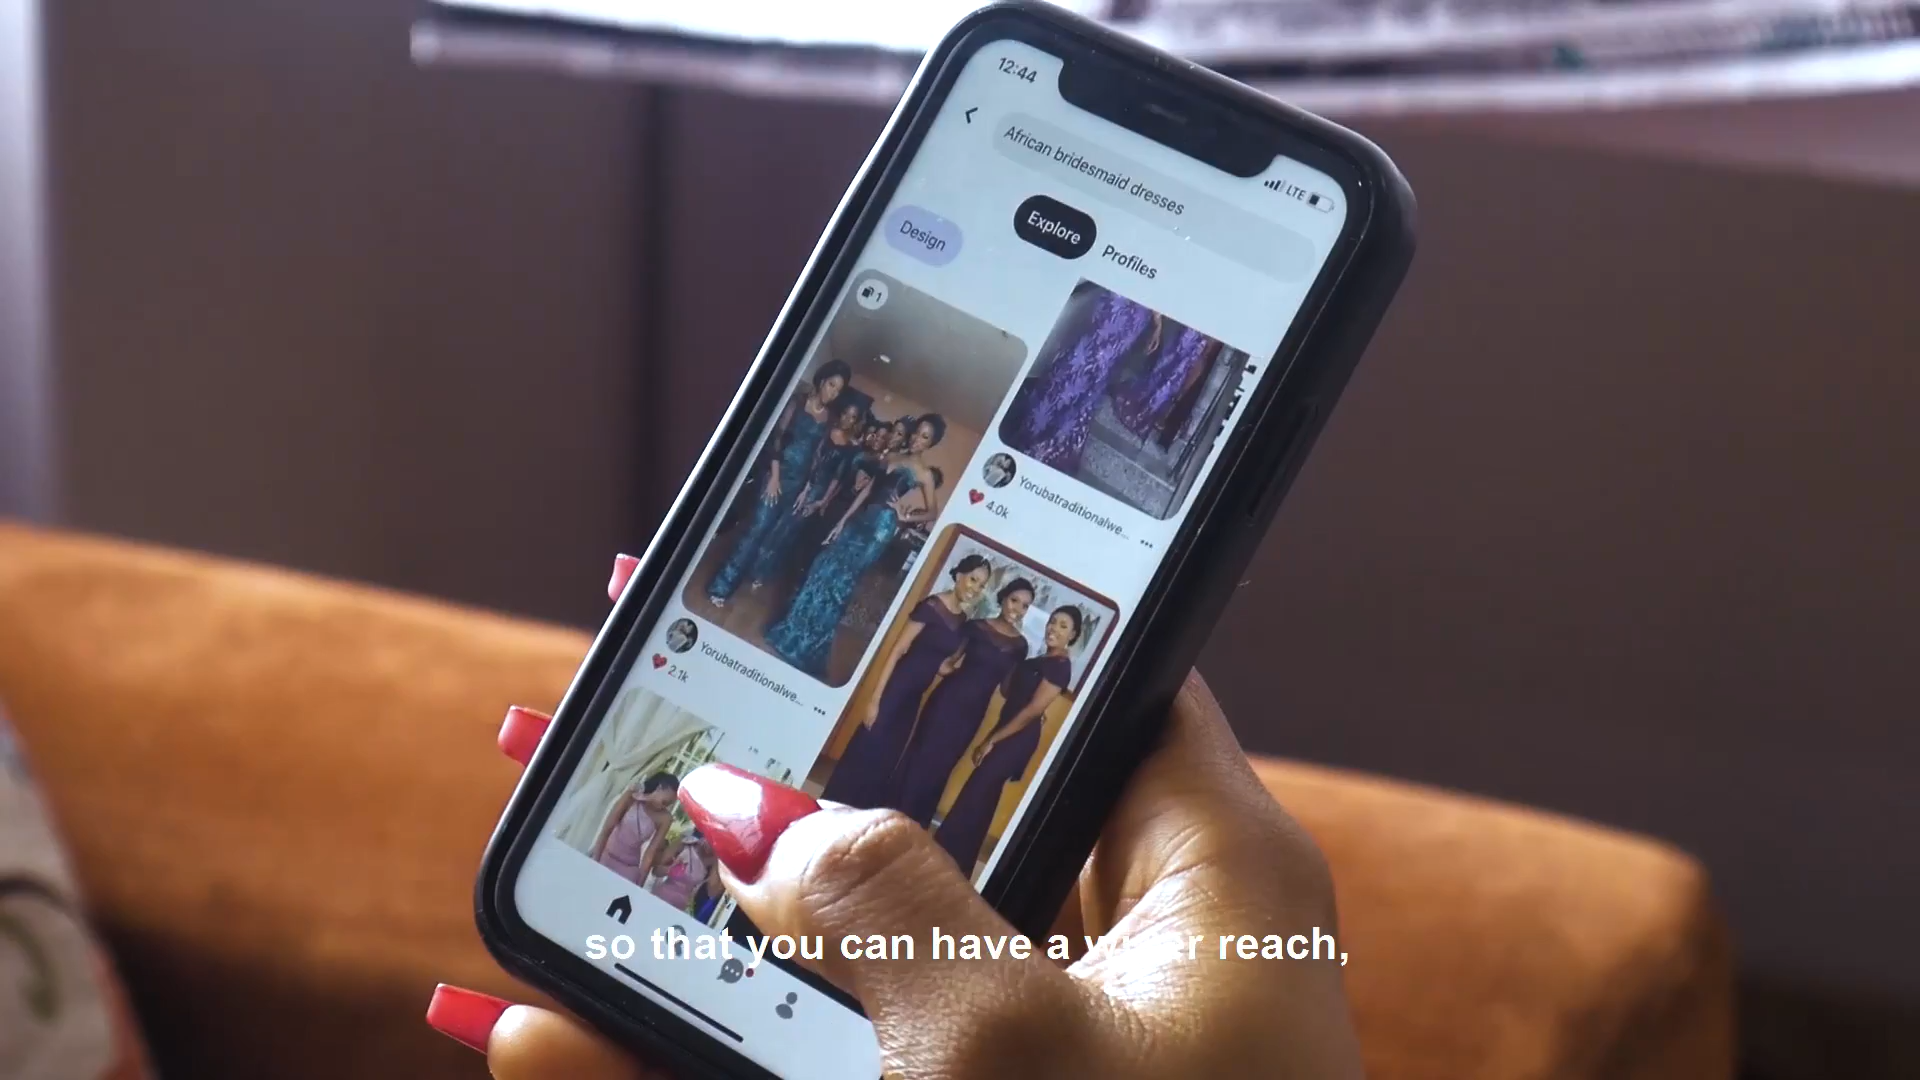 12:44
LTE
African bridesmaid dresses
Design
Explore
Profiles
1
Yorubatraditionalwe...
4.0k
Yorubatraditionalwe...
2.1k
so that you can have a wider reach,